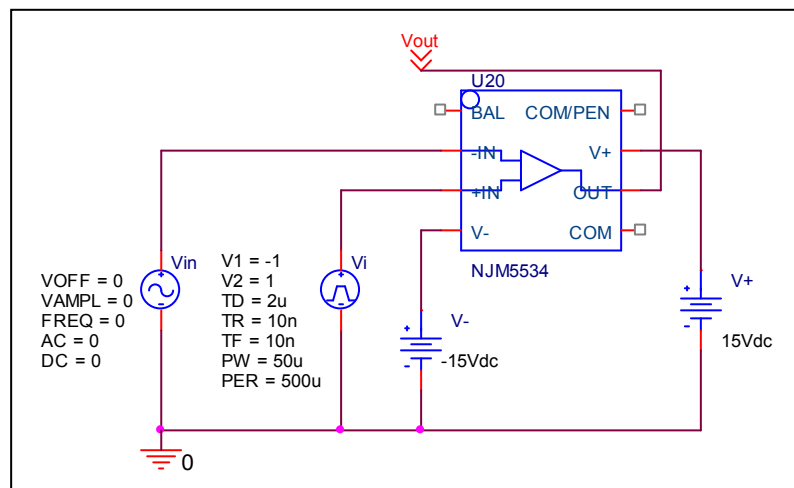 Vout
U20
BAL
COM/PEN
-IN
V+
+IN
OUT
V-
COM
NJM5534
Vin
VOFF = 0
VAMPL = 0
FREQ = 0
AC = 0
DC = 0
Vi
V1 = -1
V2 = 1
TD = 2u
TR = 10n
TF = 10n
PW = 50u
PER = 500u
V-
-15Vdc
V+
15Vdc
0